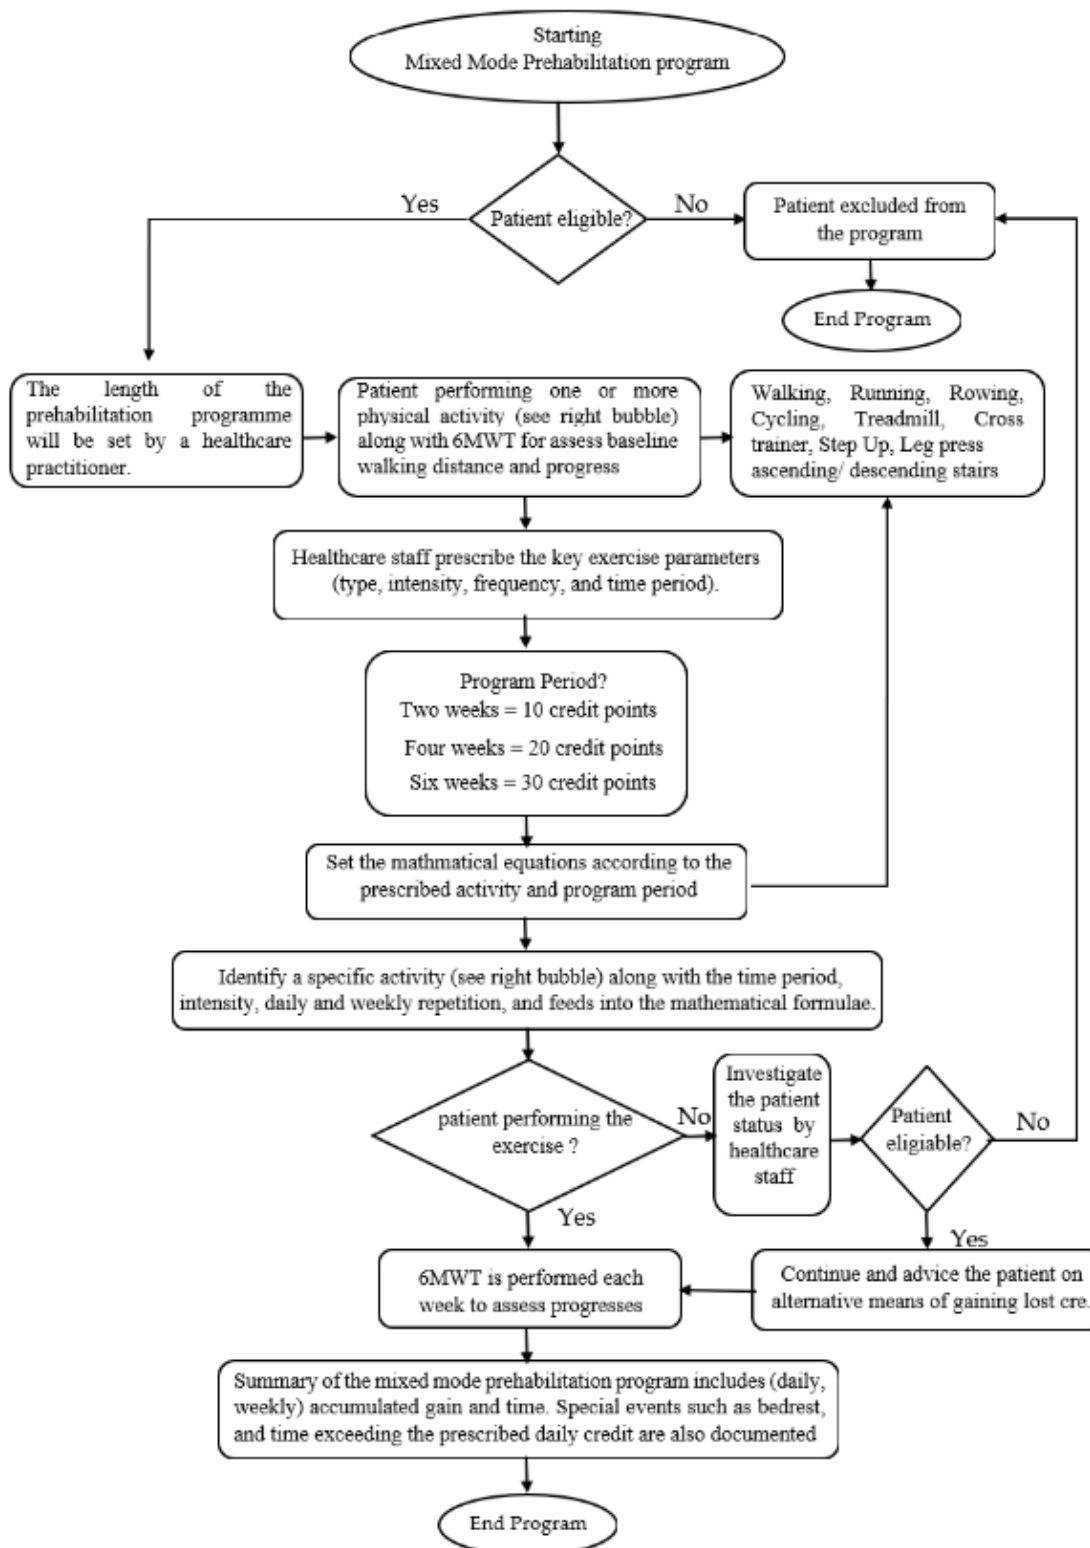 Starting
Mixed Mode Prehabilitation program
Yes
Patient eligible?
No
Patient excluded from
the program
End Program
The length of the
prehabilitation programme
will be set by a healthcare
practitioner.
Patient performing one or more
physical activity (see right bubble)
along with 6MWT for assess baseline
walking distance and progress
Walking, Running, Rowing,
Cycling, Treadmill, Cross
trainer, Step Up, Leg press
ascending/ descending stairs
Healthcare staff prescribe the key exercise parameters
(type, intensity, frequency, and time period).
Program Period?
Two weeks = 10 credit points
Four weeks = 20 credit points
Six weeks = 30 credit points
Set the mathmatical equations according to the
prescribed activity and program period
Identify a specific activity (see right bubble) along with the time period,
intensity, daily and weekly repetition, and feeds into the mathematical formulae.
patient performing the
exercise ?
No
Investigate
the patient
status by
healthcare
staff
Patient
eligiable?
No
Yes
Yes
6MWT is performed each
week to assess progresses
Continue and advice the patient on
alternative means of gaining lost cre.
Summary of the mixed mode prehabilitation program includes (daily,
weekly) accumulated gain and time. Special events such as bedrest,
and time exceeding the prescribed daily credit are also documented
End Program